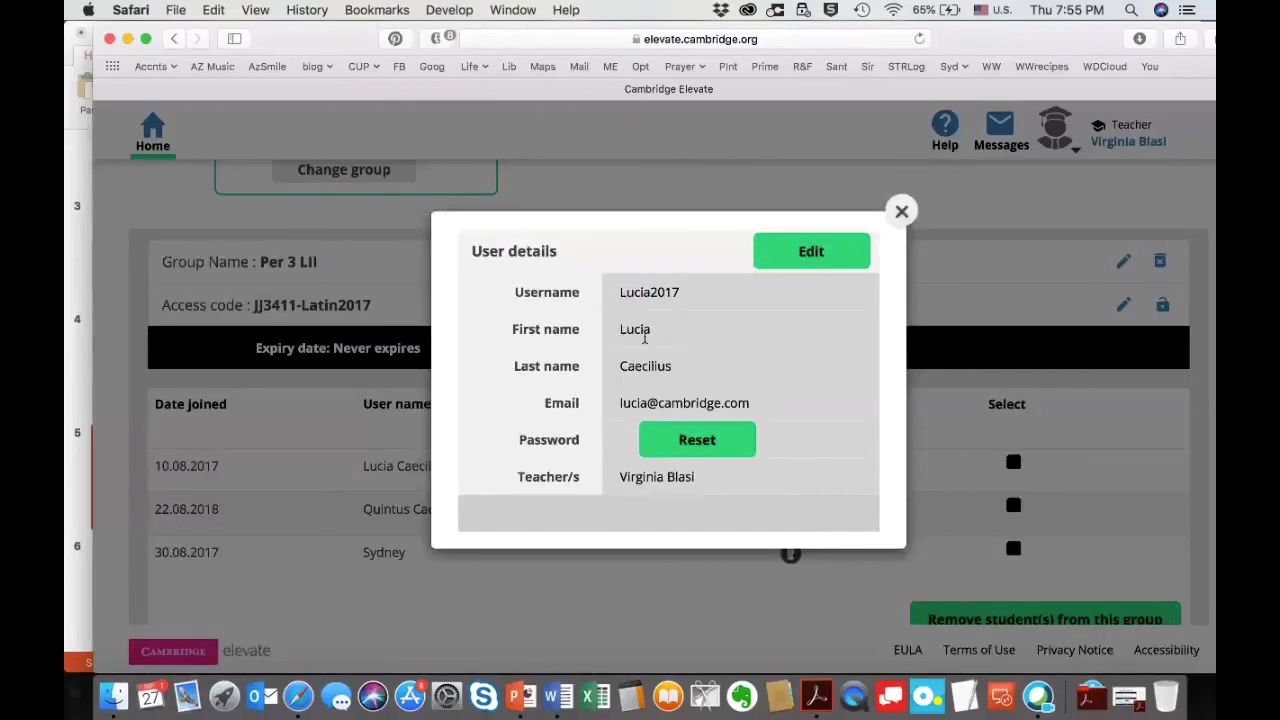 Safari File Edit View History Bookmarks Develop Window Help 65% U.S. Thu 7:55 PM
8 elevate.cambridge.org
Accnts AZ Music AzSmile blog CUP FB Goog Life Lib Maps Mail ME Opt Prayer PInt Prime R&F Sant Sir STRLog Syd WW WWrecipes WDCloud You
Cambridge Elevate
Home
Help Messages Teacher
Virginia Blasi
Change group
3
User details Edit
Group Name : Per 3 LII
Username Lucia2017
Access code : JJ3411-Latin2017
4
First name Lucia
Expiry date: Never expires
Last name Caecilius
Date joined User name Email lucia@cambridge.com Select
5
Password Reset
10.08.2017 Lucia Caecil
Teacher/s Virginia Blasi
22.08.2018 Quintus Cae
6
30.08.2017 Sydney
Remove student(s) from this group
CAMBRIDGE elevate EULA Terms of Use Privacy Notice Accessibility
27